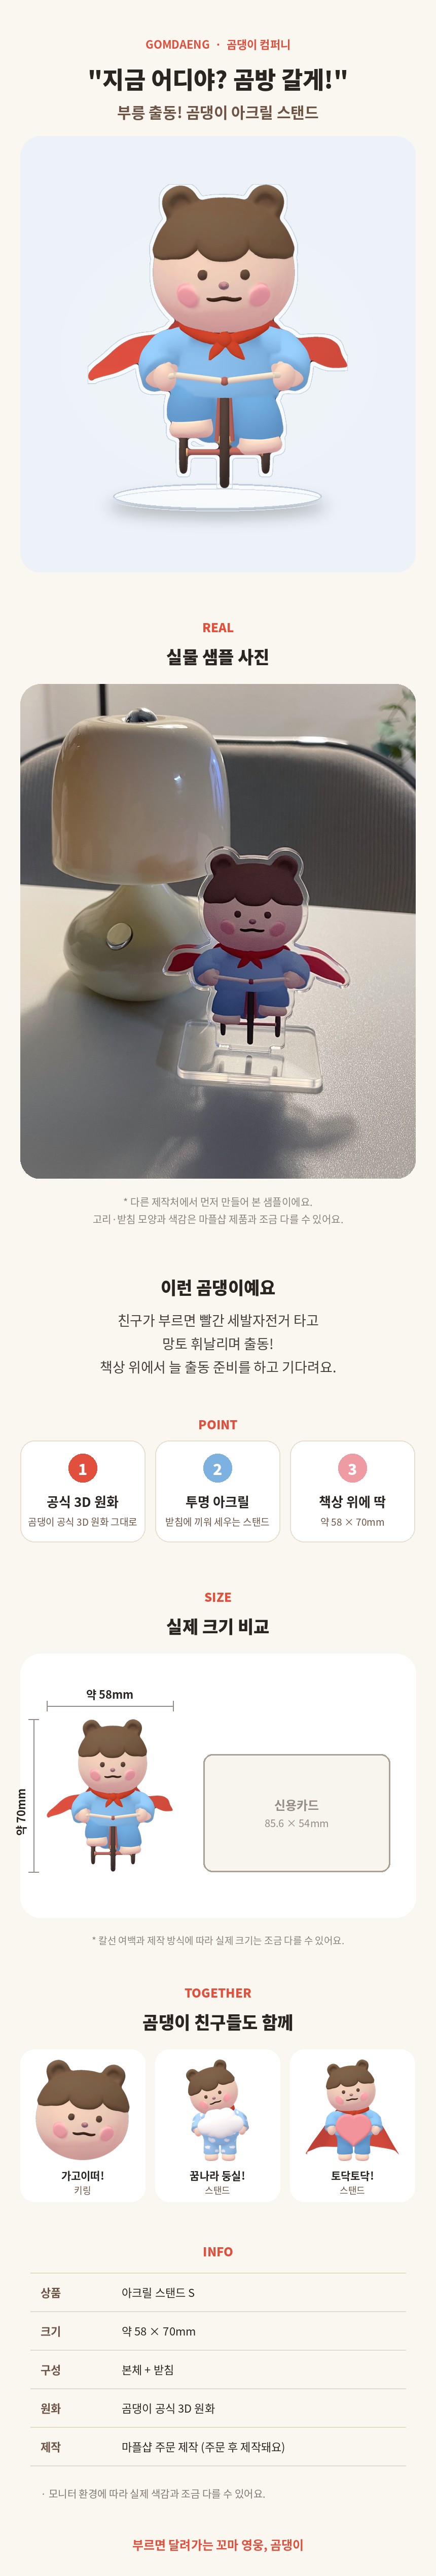 GOMDAENG · 곰댕이 컴퍼니
"지금 어디야? 곰방 갈게!"
부릉 출동! 곰댕이 아크릴 스탠드
REAL
실물 샘플 사진
* 다른 제작처에서 먼저 만들어 본 샘플이에요.
고리·받침 모양과 색감은 마플샵 제품과 조금 다를 수 있어요.
이런 곰댕이예요
친구가 부르면 빨간 세발자전거 타고
망토 휘날리며 출동!
책상 위에서 늘 출동 준비를 하고 기다려요.
POINT
1
공식 3D 원화
곰댕이 공식 3D 원화 그대로
2
투명 아크릴
받침에 끼워 세우는 스탠드
3
책상 위에 딱
약 58 × 70mm
SIZE
실제 크기 비교
약 58mm
약 70mm
신용카드
85.6 × 54mm
* 칼선 여백과 제작 방식에 따라 실제 크기는 조금 다를 수 있어요.
TOGETHER
곰댕이 친구들도 함께
가고이떠!
키링
꿈나라 둥실!
스탠드
토닥토닥!
스탠드
INFO
상품 아크릴 스탠드 S
크기 약 58 × 70mm
구성 본체 + 받침
원화 곰댕이 공식 3D 원화
제작 마플샵 주문 제작 (주문 후 제작돼요)
· 모니터 환경에 따라 실제 색감과 조금 다를 수 있어요.
부르면 달려가는 꼬마 영웅, 곰댕이